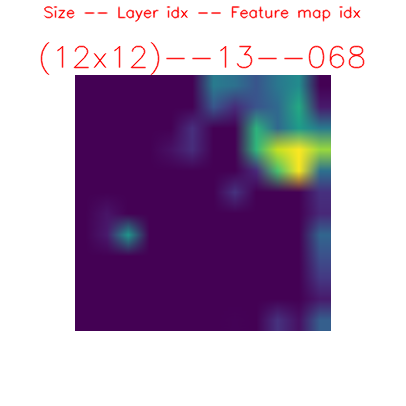 Size -- Layer idx -- Feature map idx
(12x12)--13--068